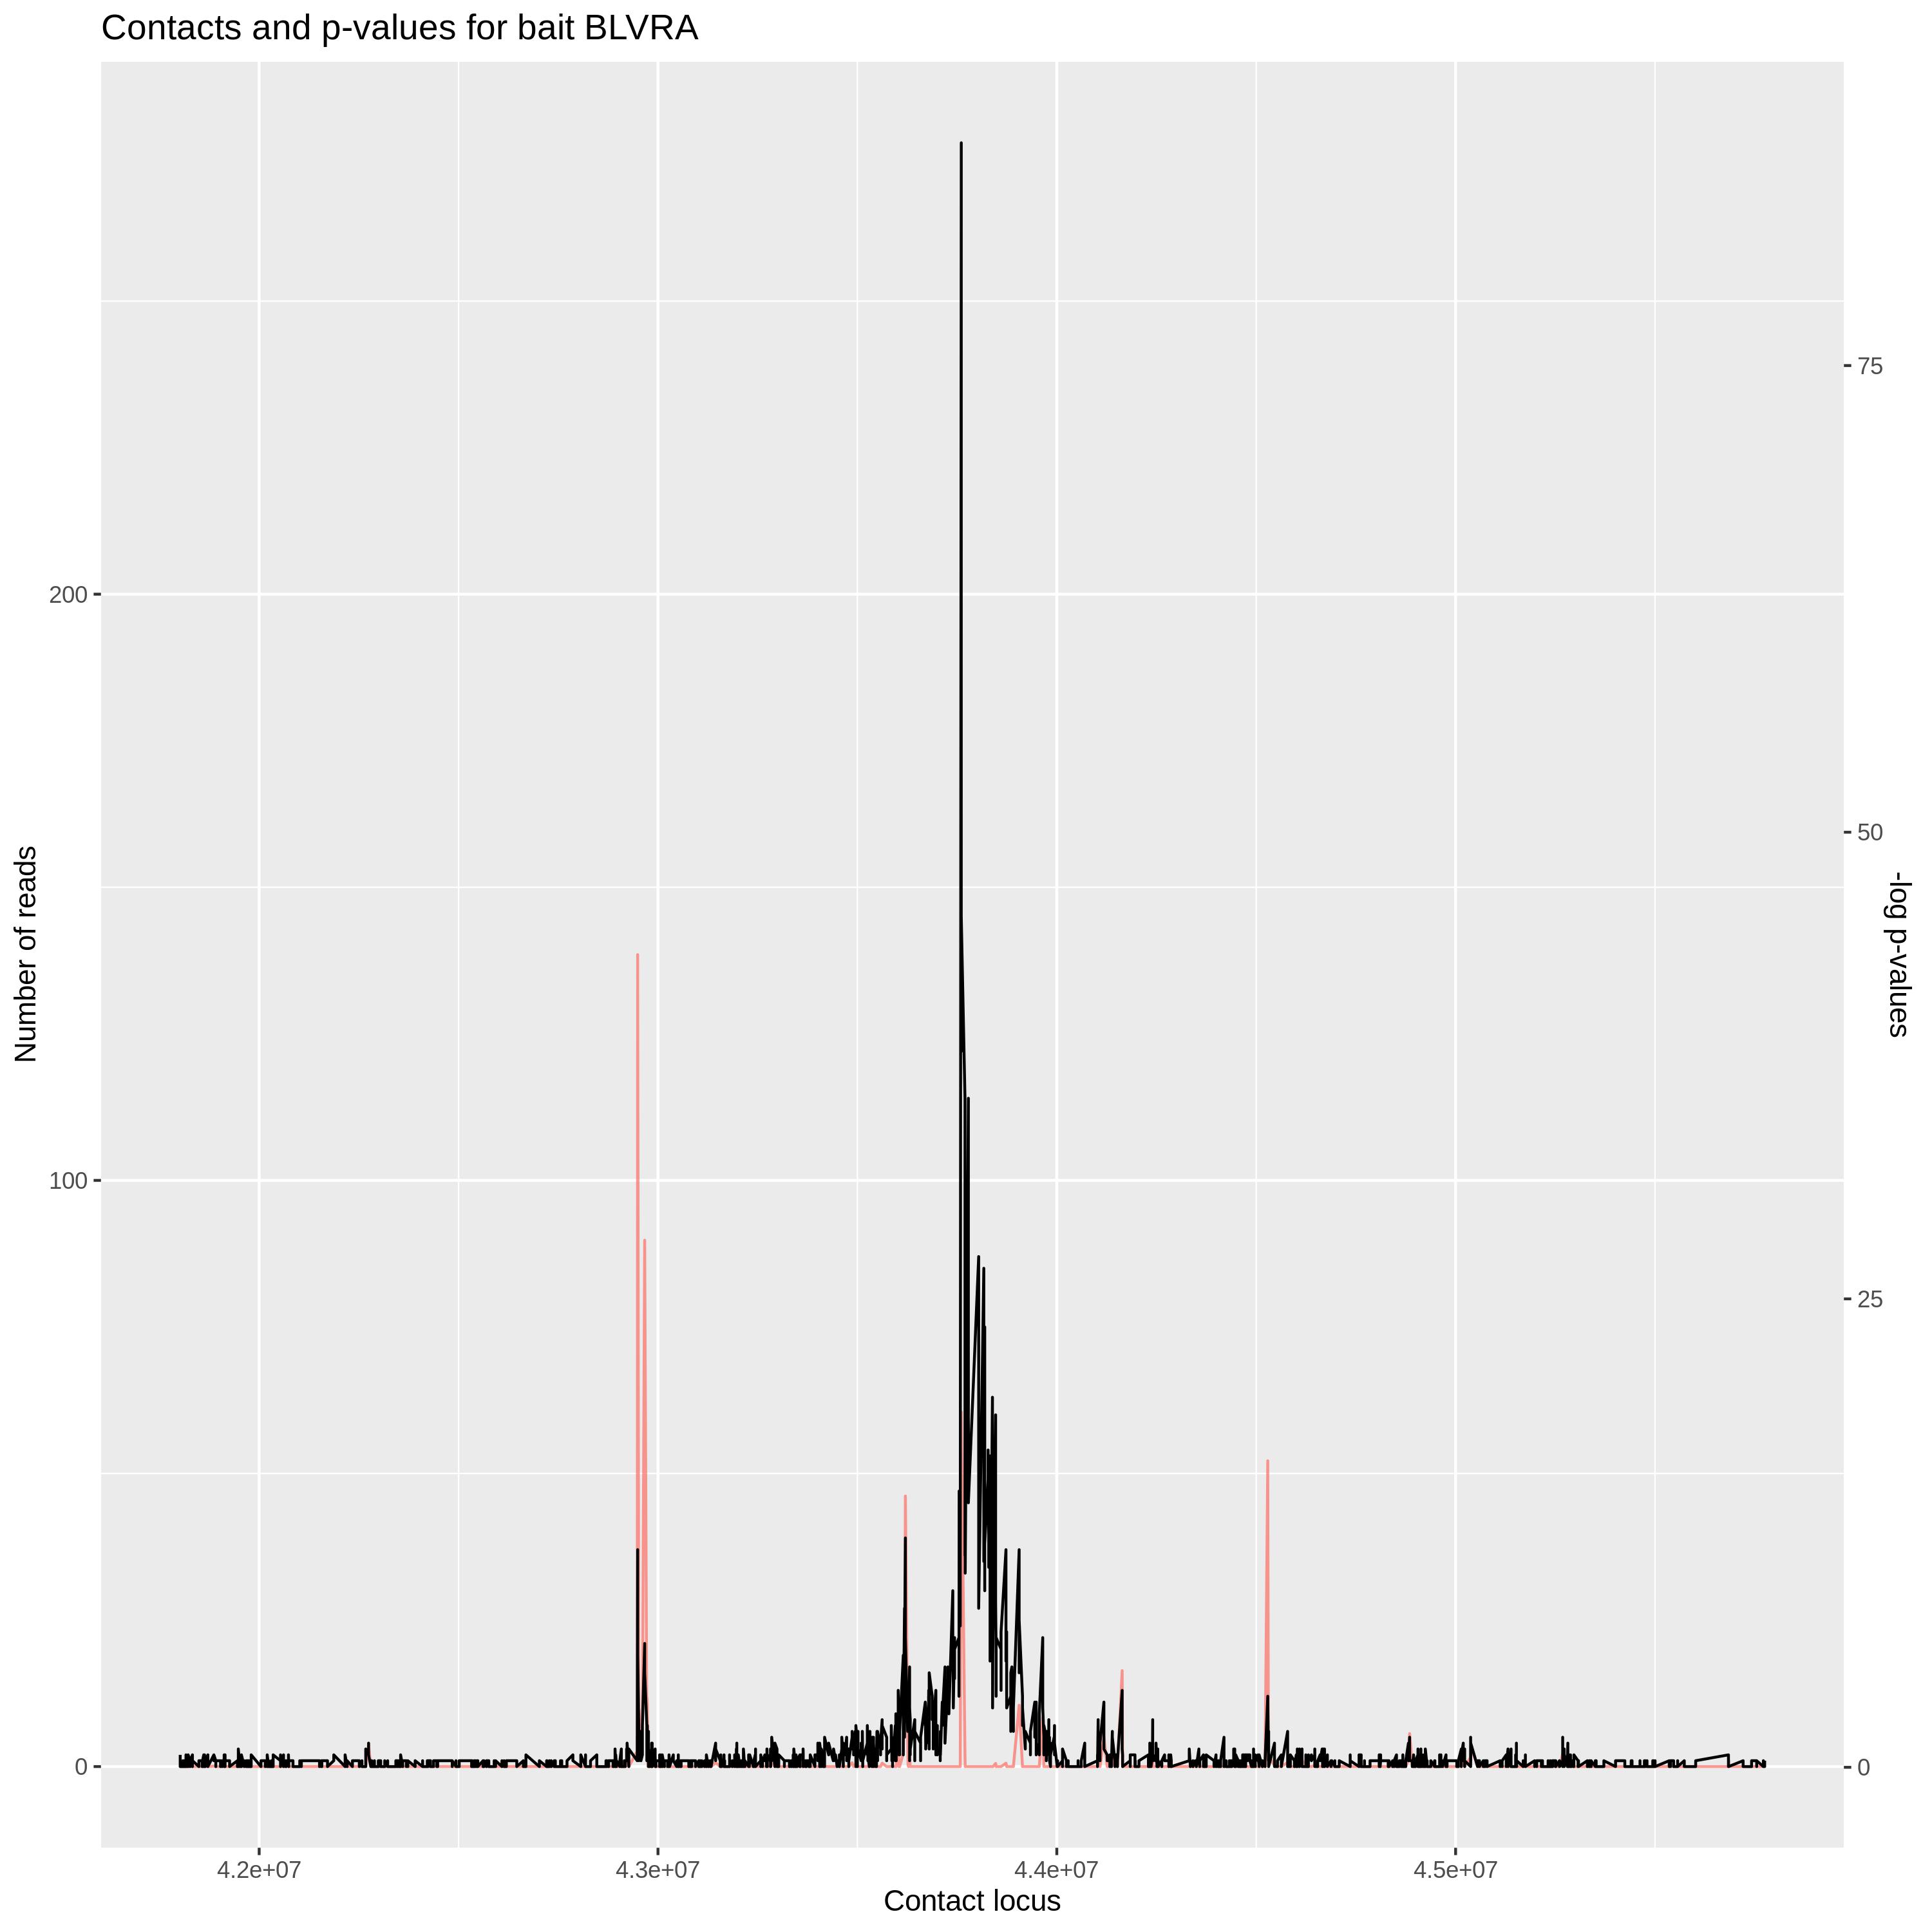 Contacts and p-values for bait BLVRA
200
100
0
Number of reads
75
50
25
0
-log p-values
4.2e+07
4.3e+07
4.4e+07
4.5e+07
Contact locus